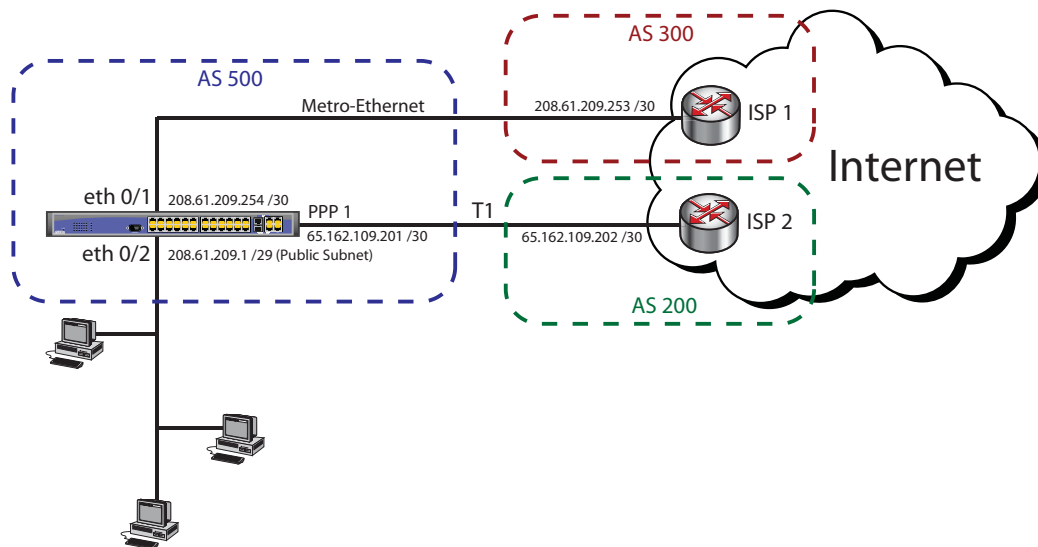 AS 300
AS 500
Metro-Ethernet
208.61.209.253 /30
ISP 1
Internet
eth 0/1
208.61.209.254 /30
PPP 1
T1
ISP 2
65.162.109.201 /30
65.162.109.202 /30
eth 0/2
208.61.209.1 /29 (Public Subnet)
AS 200